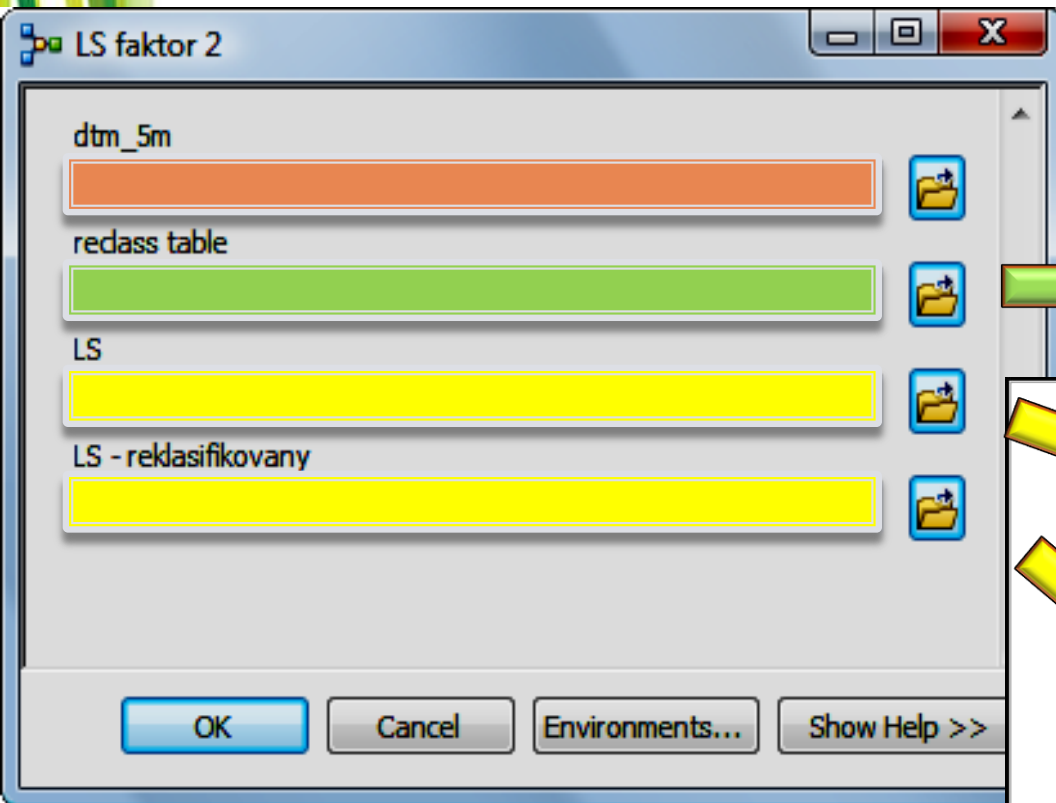 LS faktor 2
dtm_5m
reclass table
LS
LS - reklasifikovany
OK Cancel Environments... Show Help >>